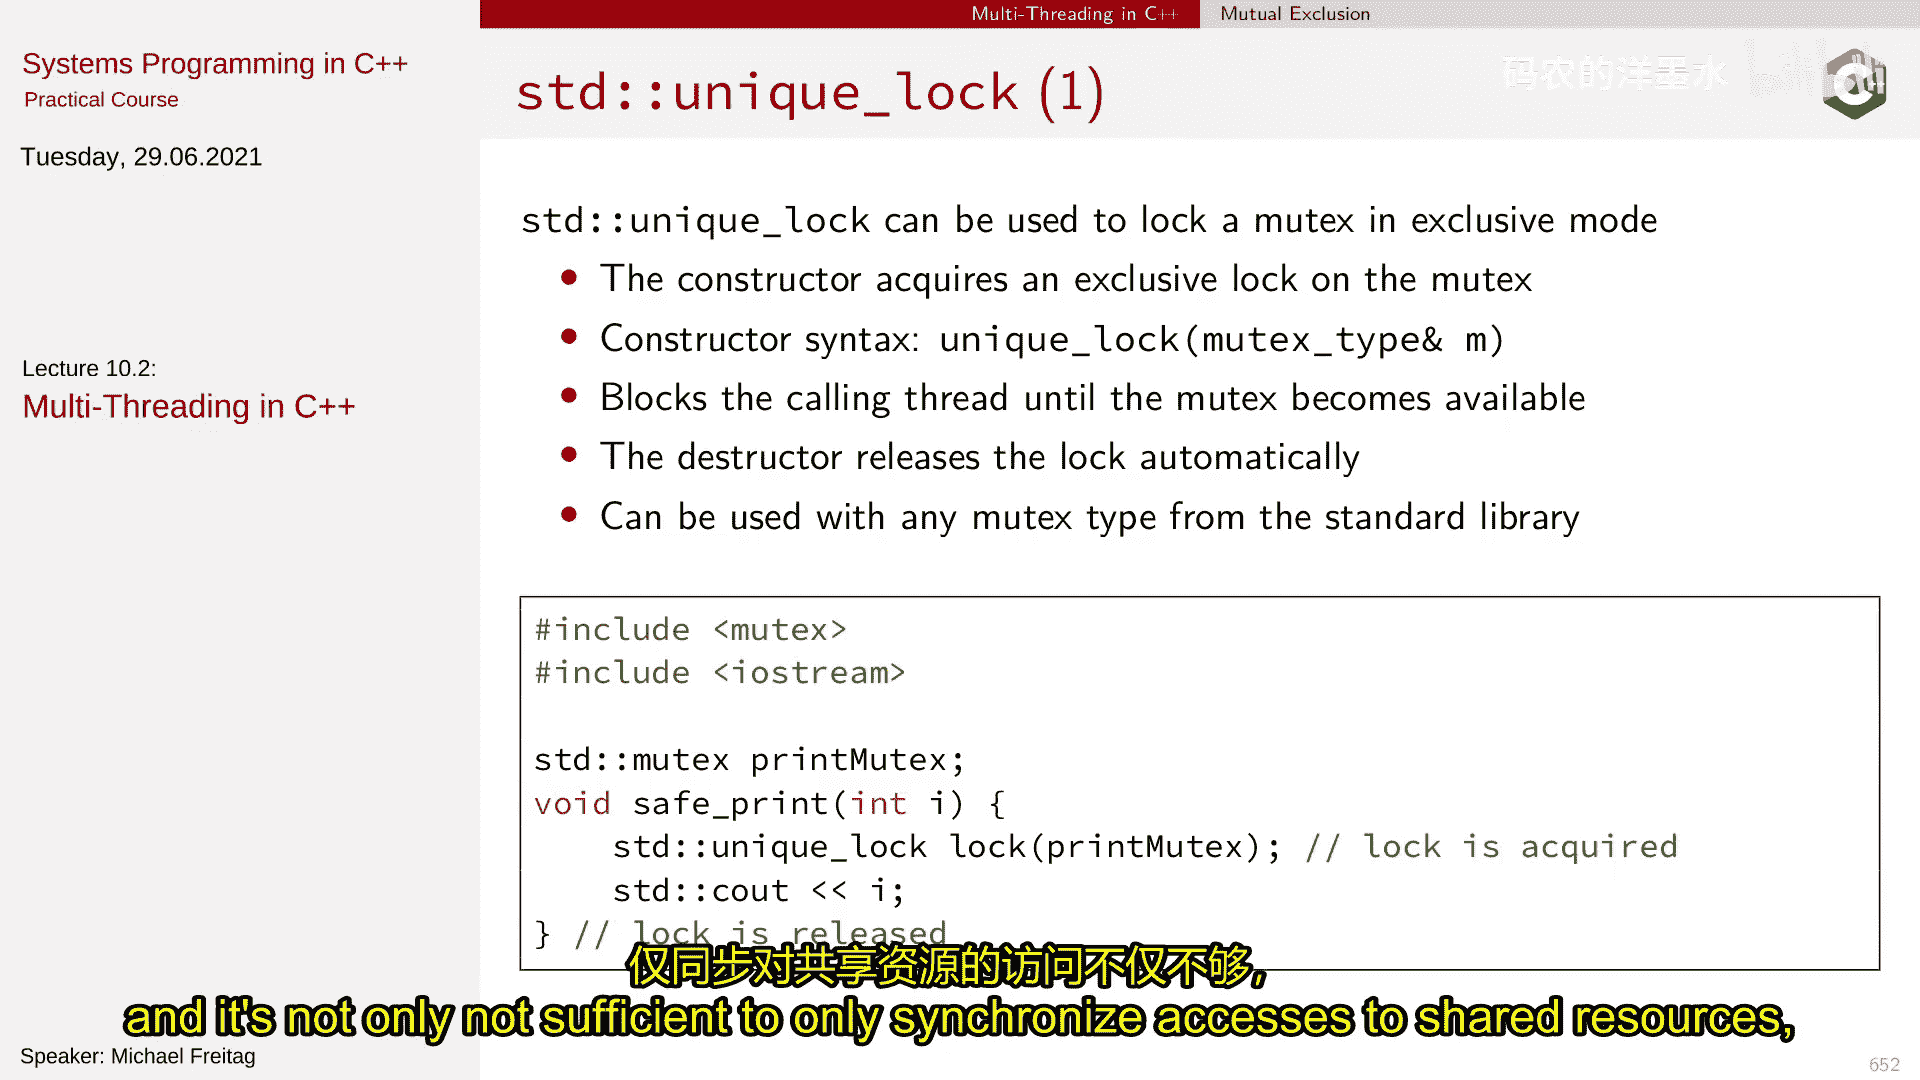 Multi-Threading in C++
Mutual Exclusion
Systems Programming in C++
Practical Course
Tuesday, 29.06.2021
Lecture 10.2:
Multi-Threading in C++
std::unique_lock (1)
码农的洋墨水
std::unique_lock can be used to lock a mutex in exclusive mode
• The constructor acquires an exclusive lock on the mutex
• Constructor syntax: unique_lock(mutex_type& m)
• Blocks the calling thread until the mutex becomes available
• The destructor releases the lock automatically
• Can be used with any mutex type from the standard library
#include <mutex>
#include <iostream>
std::mutex printMutex;
void safe_print(int i) {
std::unique_lock lock(printMutex); // lock is acquired
std::cout << i;
} // lock is released
仅同步对共享资源的访问不仅不够，
and it's not only not sufficient to only synchronize accesses to shared resources,
Speaker: Michael Freitag
652